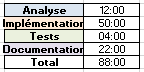 Analyse 12:00
Implémentation 50:00
Tests 04:00
Documentation 22:00
Total 88:00